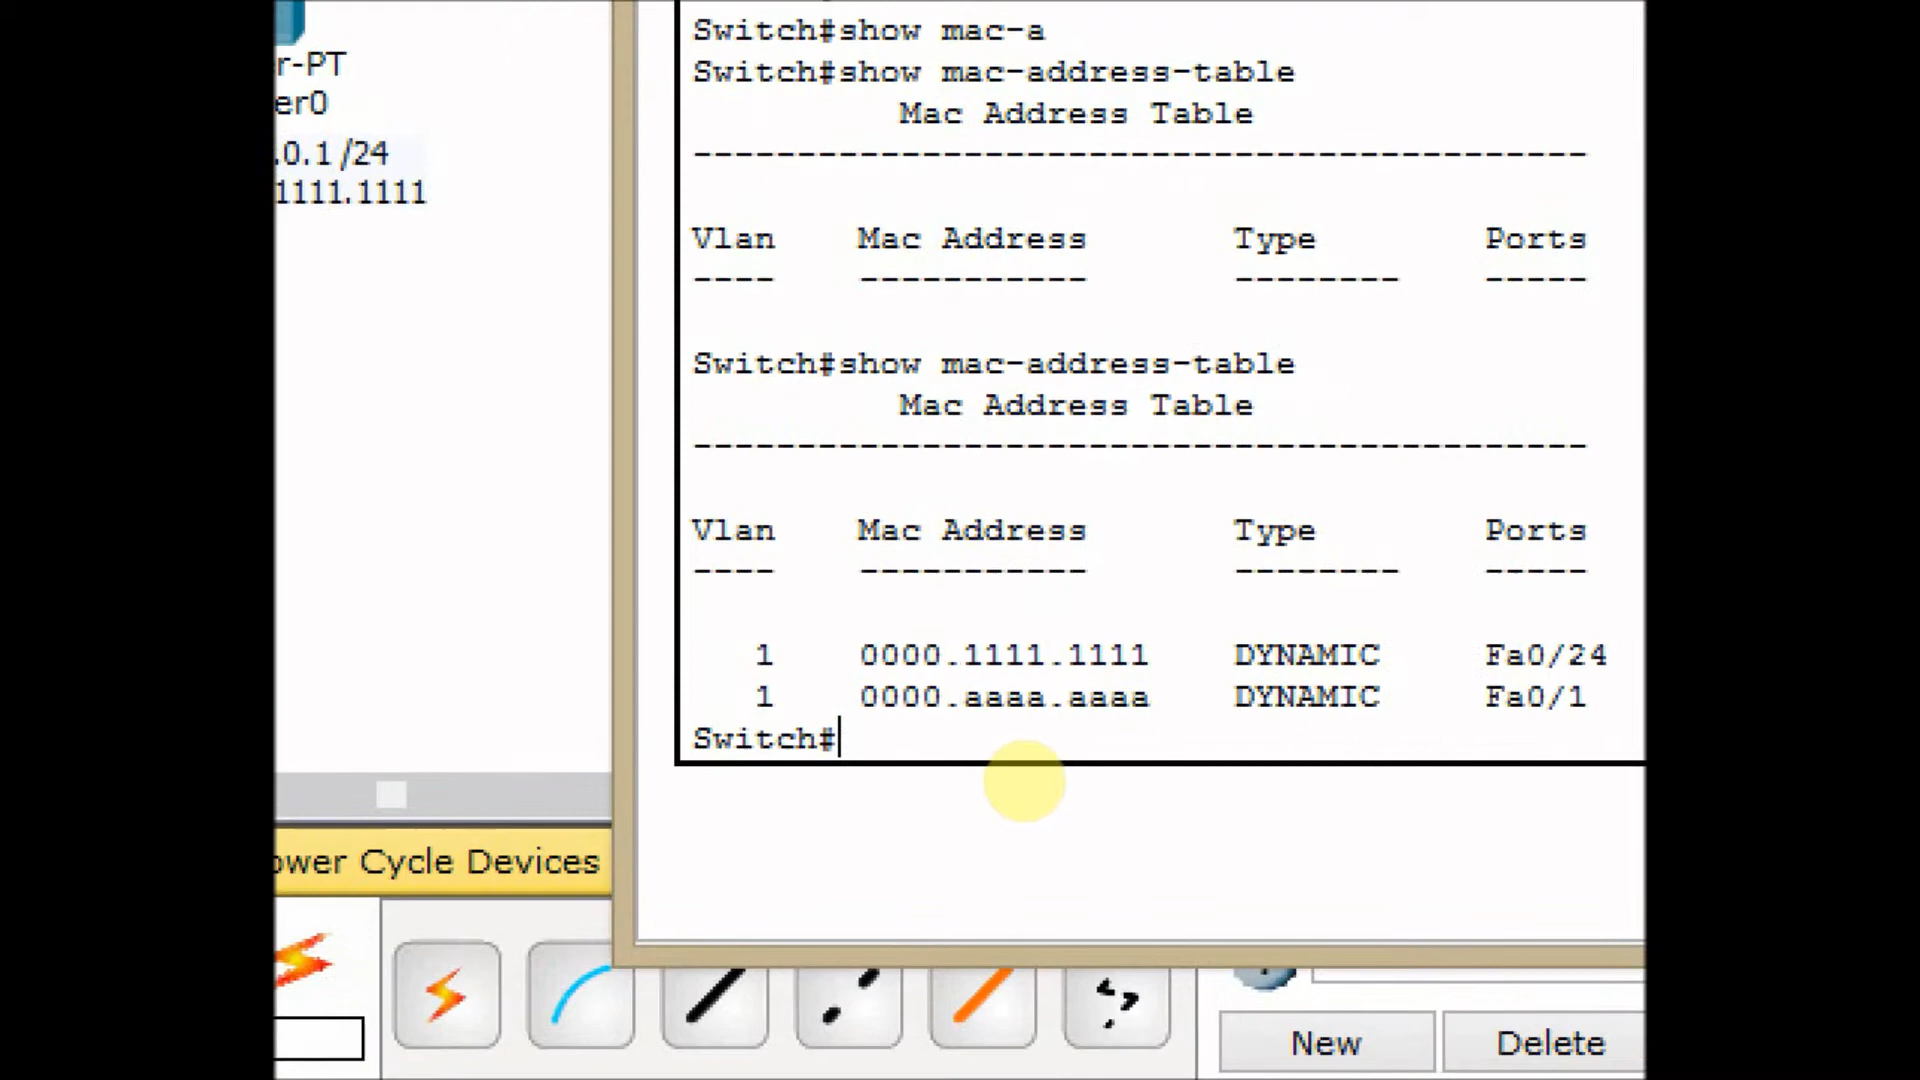 r-PT
er0
.0.1 /24
1111.1111
Switch#show mac-a
Switch#show mac-address-table
Mac Address Table
-------------------------------------------
Vlan Mac Address Type Ports
---- ----------- -------- -----
Switch#show mac-address-table
Mac Address Table
-------------------------------------------
Vlan Mac Address Type Ports
---- ----------- -------- -----
1 0000.1111.1111 DYNAMIC Fa0/24
1 0000.aaaa.aaaa DYNAMIC Fa0/1
Switch#
ower Cycle Devices
New Delete